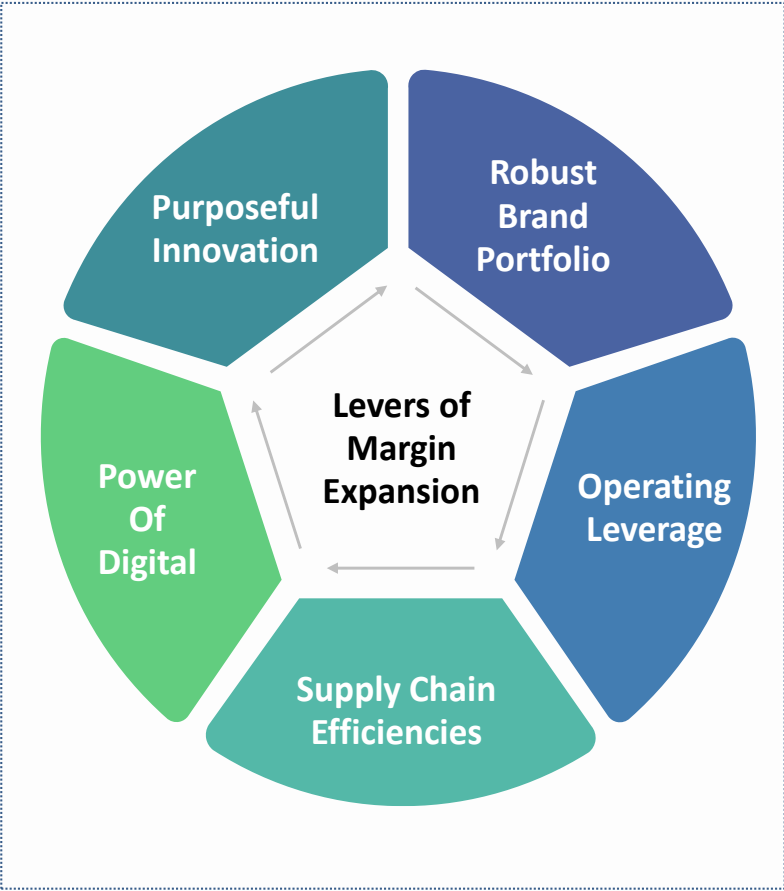 Purposeful
Innovation
Robust
Brand
Portfolio
Levers of
Margin
Expansion
Power
Of
Digital
Operating
Leverage
Supply Chain
Efficiencies